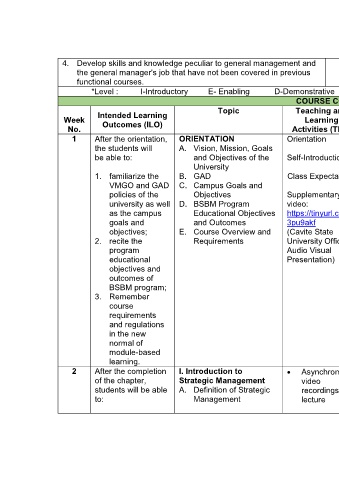 4. Develop skills and knowledge peculiar to general management and
the general manager's job that have not been covered in previous
functional courses.
*Level : I-Introductory E- Enabling D-Demonstrative
COURSE C
Week
No.
Intended Learning
Outcomes (ILO)
Topic
Teaching a
Learning
Activities (T
1
After the orientation,
the students will
be able to:
1. familiarize the
VMGO and GAD
policies of the
university as well
as the campus
goals and
objectives;
2. recite the
program
educational
objectives and
outcomes of
BSBM program;
3. Remember
course
requirements
and regulations
in the new
normal of
module-based
learning.
ORIENTATION
A. Vision, Mission, Goals
and Objectives of the
University
B. GAD
C. Campus Goals and
Objectives
D. BSBM Program
Educational Objectives
and Outcomes
E. Course Overview and
Requirements
Orientation
Self-Introducti
Class Expecta
Supplementary
video:
https://tinyurl.c
3pu9akf
(Cavite State
University Offic
Audio Visual
Presentation)
2
After the completion
of the chapter,
students will be able
to:
I. Introduction to
Strategic Management
A. Definition of Strategic
Management
• Asynchron
video
recordings
lecture